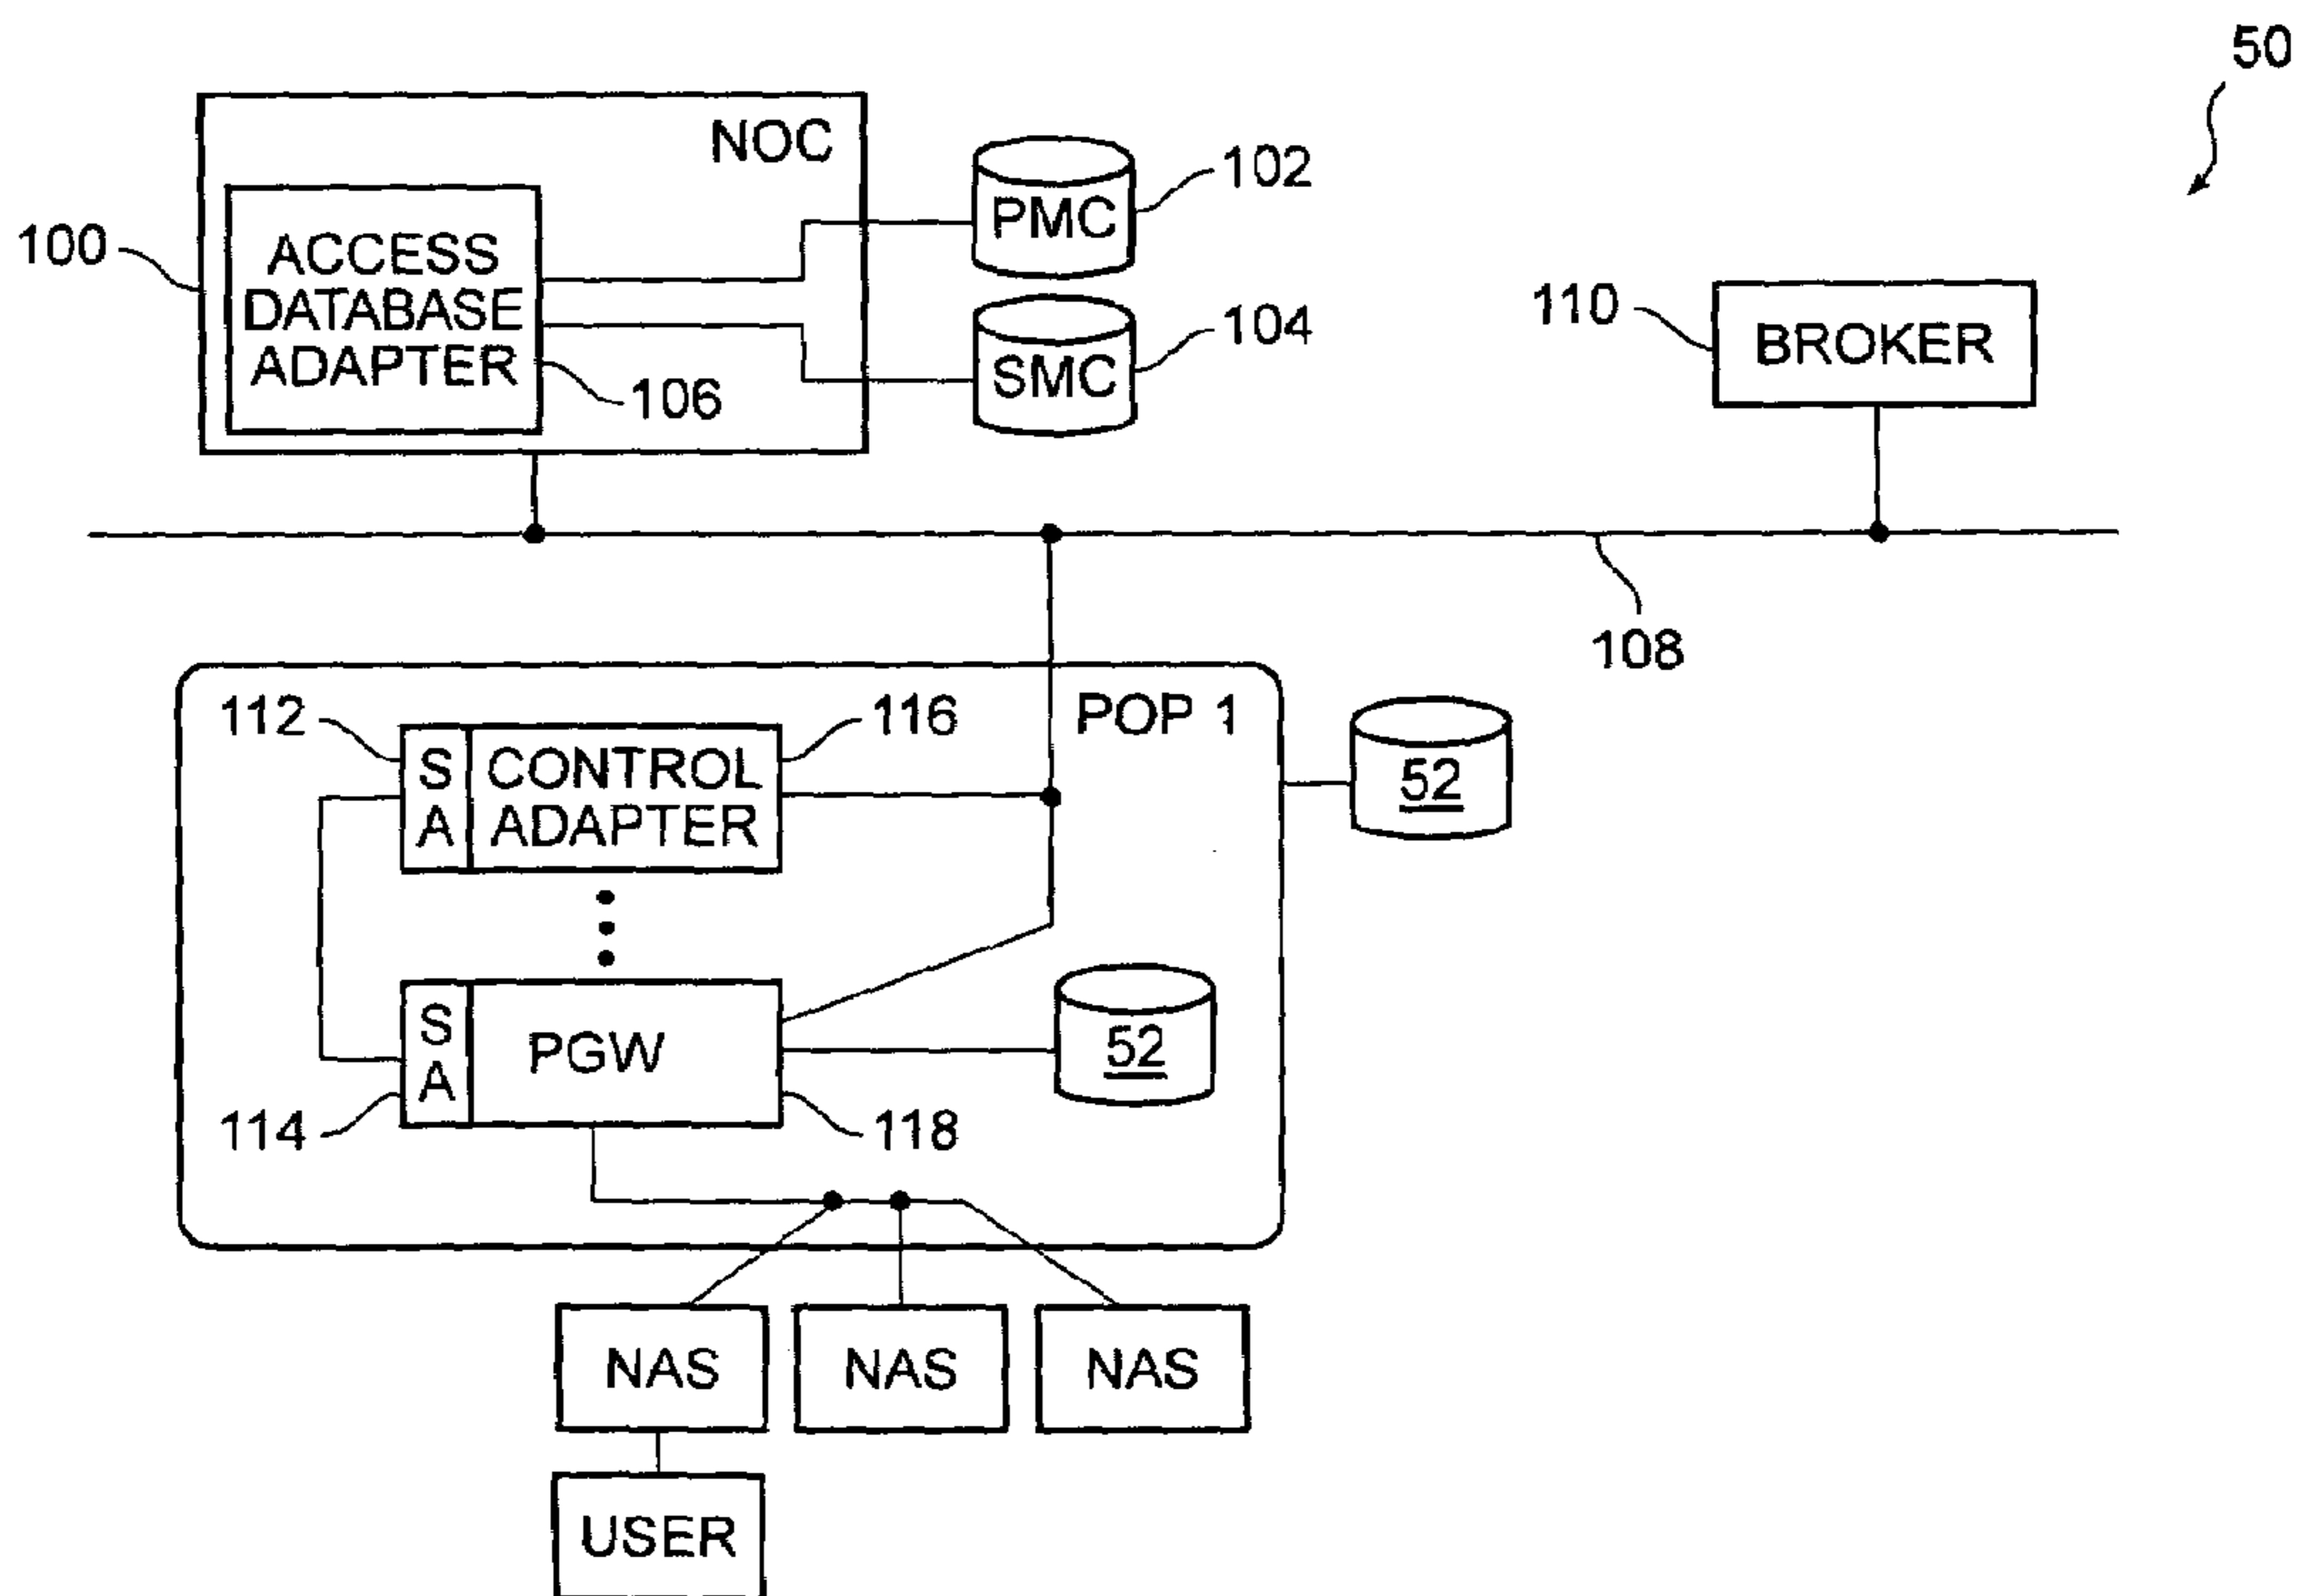 50
NOC
100
ACCESS
DATABASE
ADAPTER
106
PMC
102
SMC
104
110
BROKER
108
POP 1
112
S
A
CONTROL
ADAPTER
116
52
S
A
PGW
52
114
118
NAS
NAS
NAS
USER